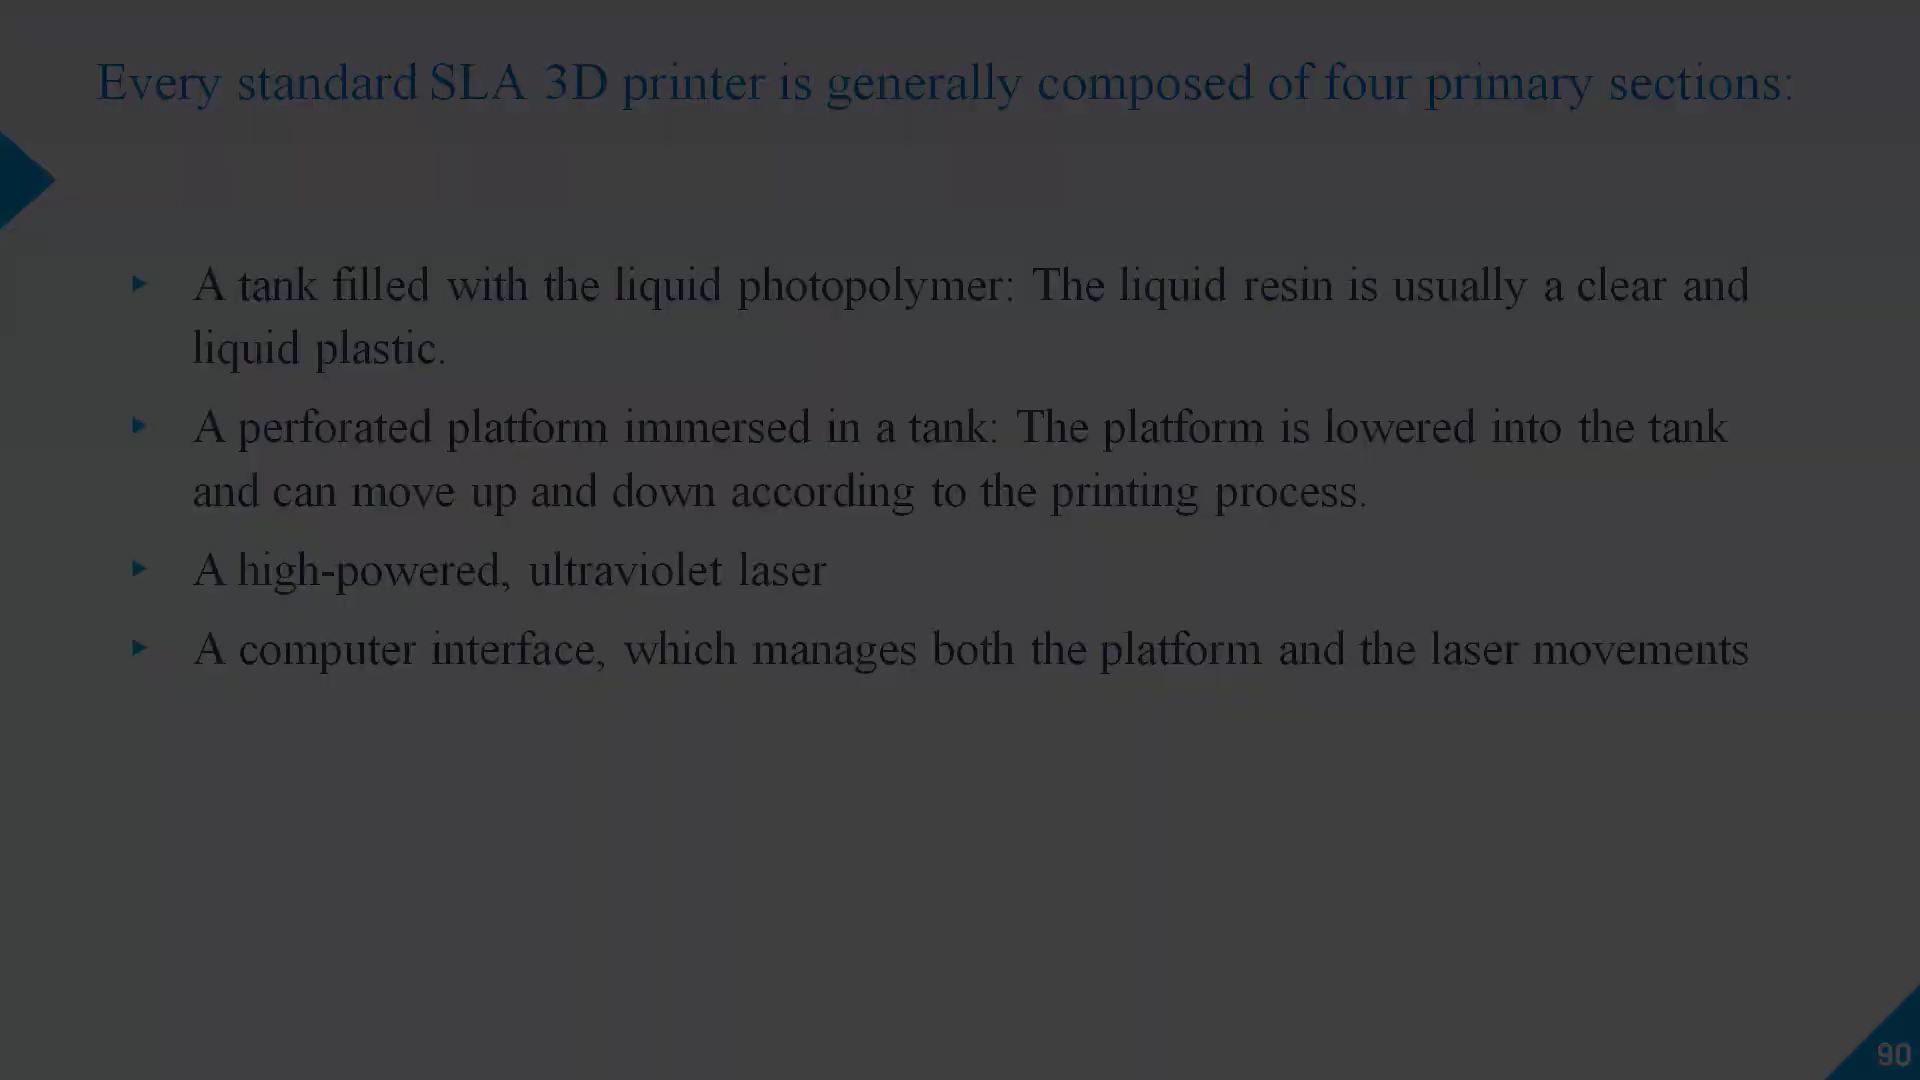 Every standard SLA 3D printer is generally composed of four primary sections:
A tank filled with the liquid photopolymer: The liquid resin is usually a clear and
liquid plastic.
A perforated platform immersed in a tank: The platform is lowered into the tank
and can move up and down according to the printing process.
A high-powered, ultraviolet laser
A computer interface, which manages both the platform and the laser movements
90